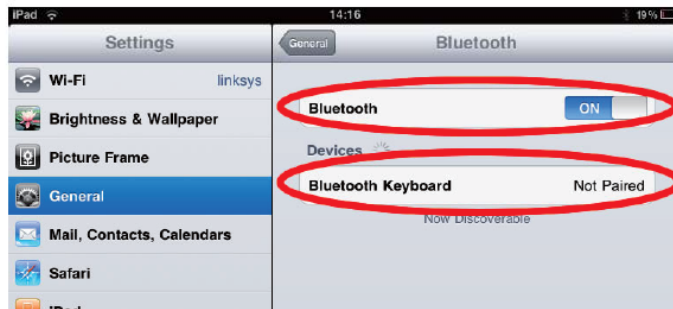 iPad 14:16 19%
Settings
Wi-Fi linksys
Brightness & Wallpaper
Picture Frame
General
Mail, Contacts, Calendars
Safari
iPod
General Bluetooth
Bluetooth ON
Devices
Bluetooth Keyboard Not Paired
Now Discoverable